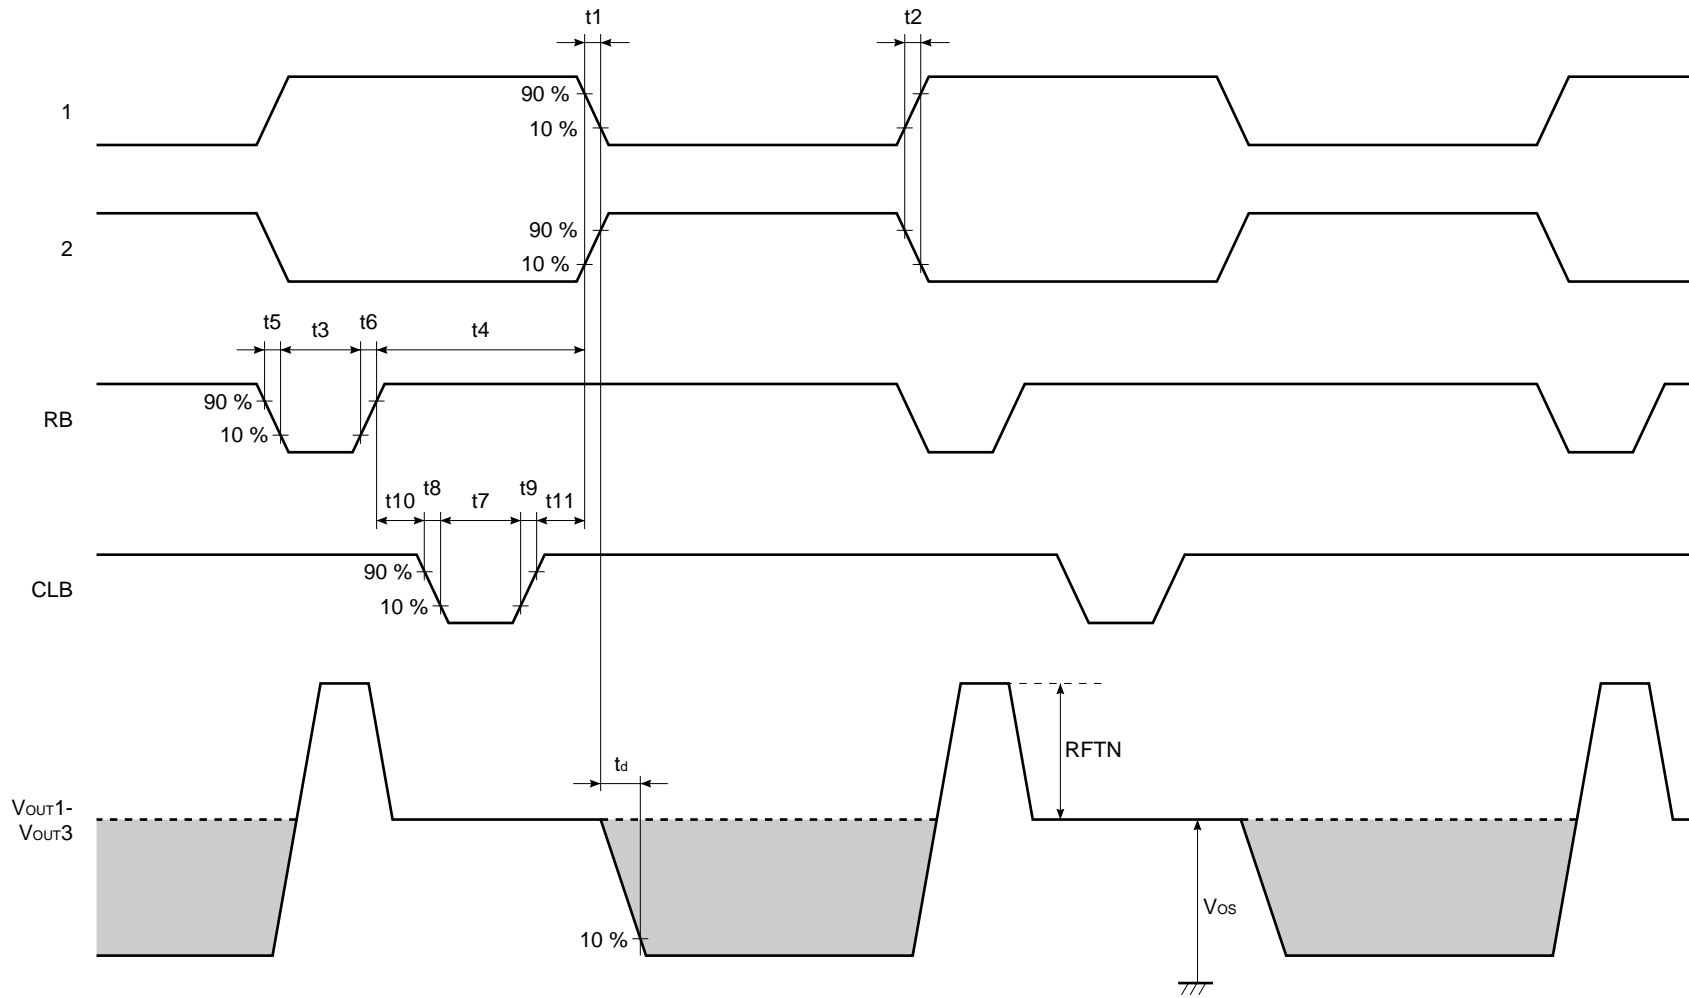 t1 t2
1
90 %
10 %
2
90 %
10 %
t5 t3 t6 t4
RB
90 %
10 %
t10 t8 t7 t9 t11
CLB
90 %
10 %
RFTN
td
VOUT1-
VOUT3
VOS
10 %